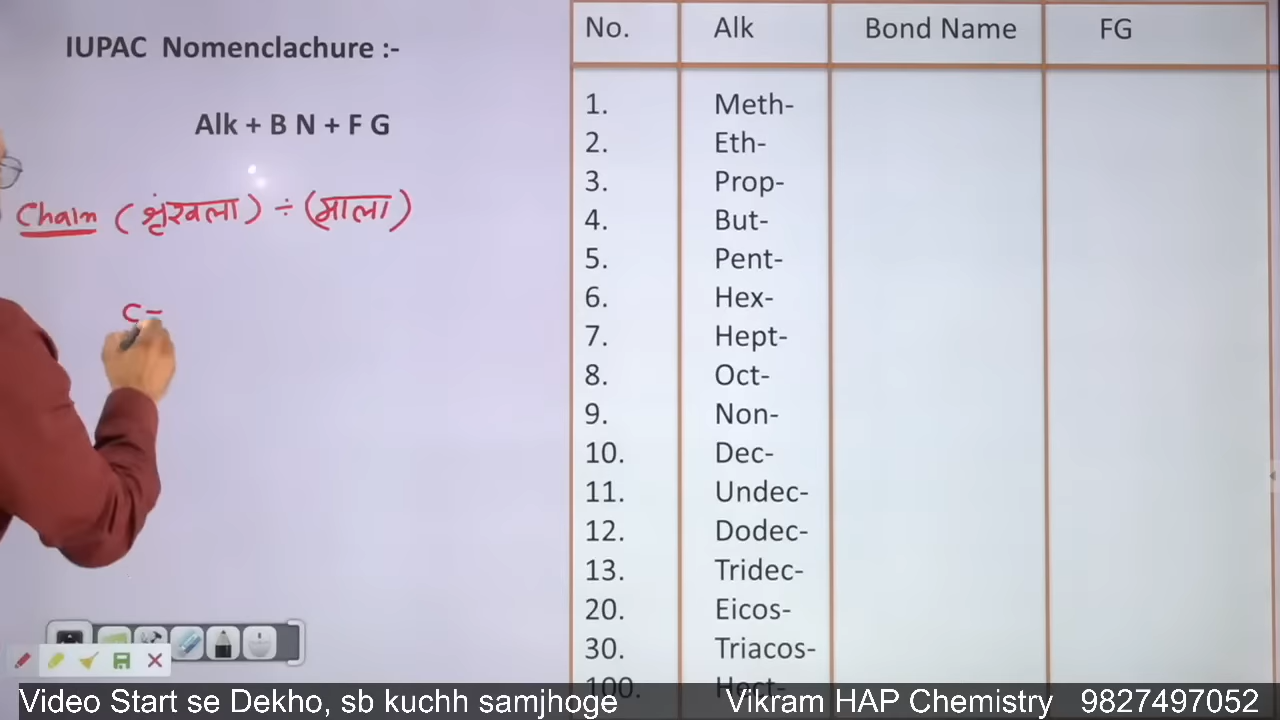 IUPAC Nomenclachure :-
Alk + B N + F G
Chain (शृंखला) ÷ (माला)
C-
No. Alk Bond Name FG
1. Meth-
2. Eth-
3. Prop-
4. But-
5. Pent-
6. Hex-
7. Hept-
8. Oct-
9. Non-
10. Dec-
11. Undec-
12. Dodec-
13. Tridec-
20. Eicos-
30. Triacos-
100. Hect-
Video Start se Dekho, sb kuchh samjhoge Vikram HAP Chemistry 9827497052